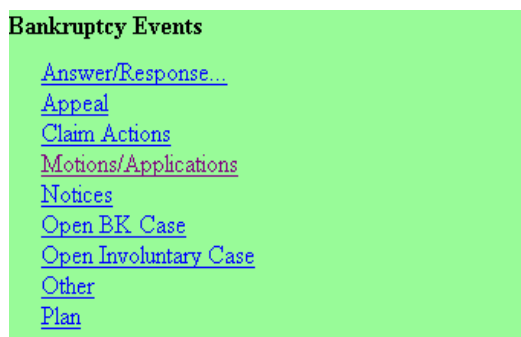 Bankruptcy Events
Answer/Response...
Appeal
Claim Actions
Motions/Applications
Notices
Open BK Case
Open Involuntary Case
Other
Plan